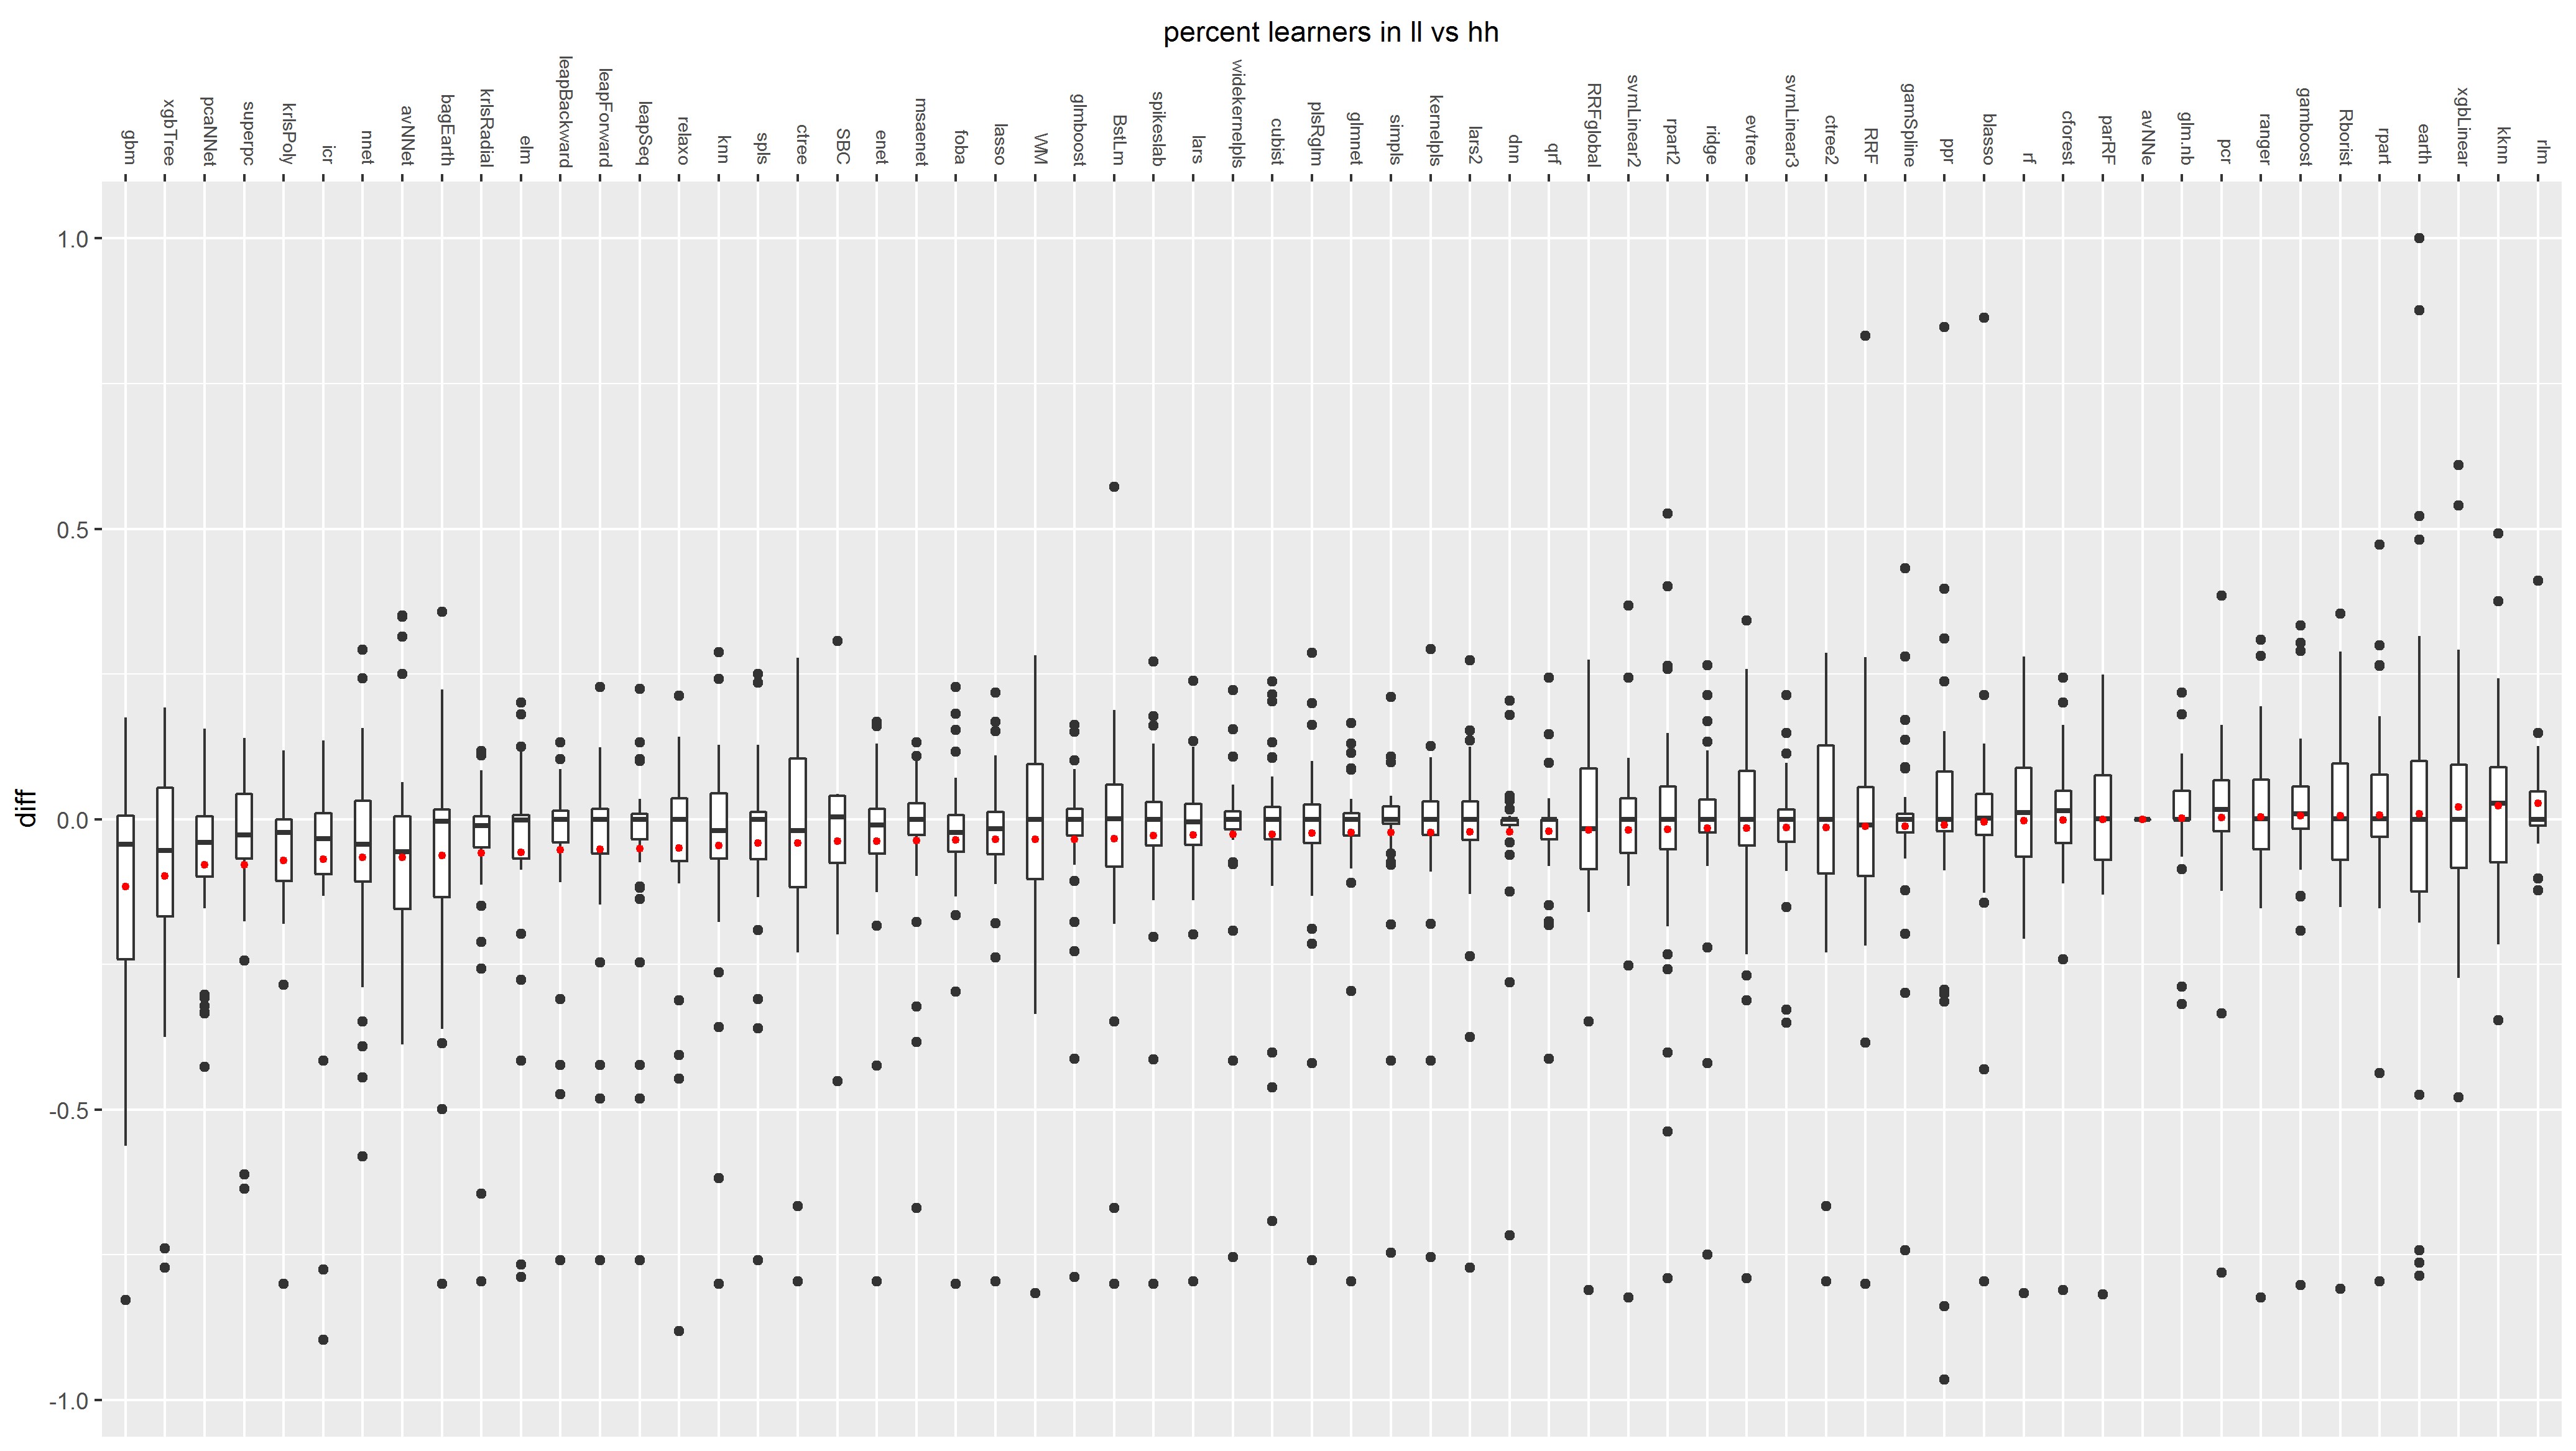 percent learners in ll vs hh
gbm
xgbTree
pcaNNet
superpc
krlsPoly
icr
nnet
avNNet
bagEarth
krlsRadial
elm
leapBackward
leapForward
leapSeq
relaxo
knn
spls
ctree
SBC
enet
msaenet
foba
lasso
WM
glmboost
BstLm
spikeslab
lars
widekernelpls
cubist
plsRglm
glmnet
simpls
kernelpls
lars2
dnn
qrf
RRFglobal
svmLinear2
rpart2
ridge
evtree
svmLinear3
ctree2
RRF
gamSpline
ppr
blasso
rf
cforest
parRF
avNNe
glm.nb
pcr
ranger
gamboost
Rborist
rpart
earth
xgbLinear
kknn
rlm
1.0
0.5
0.0
-0.5
-1.0
diff